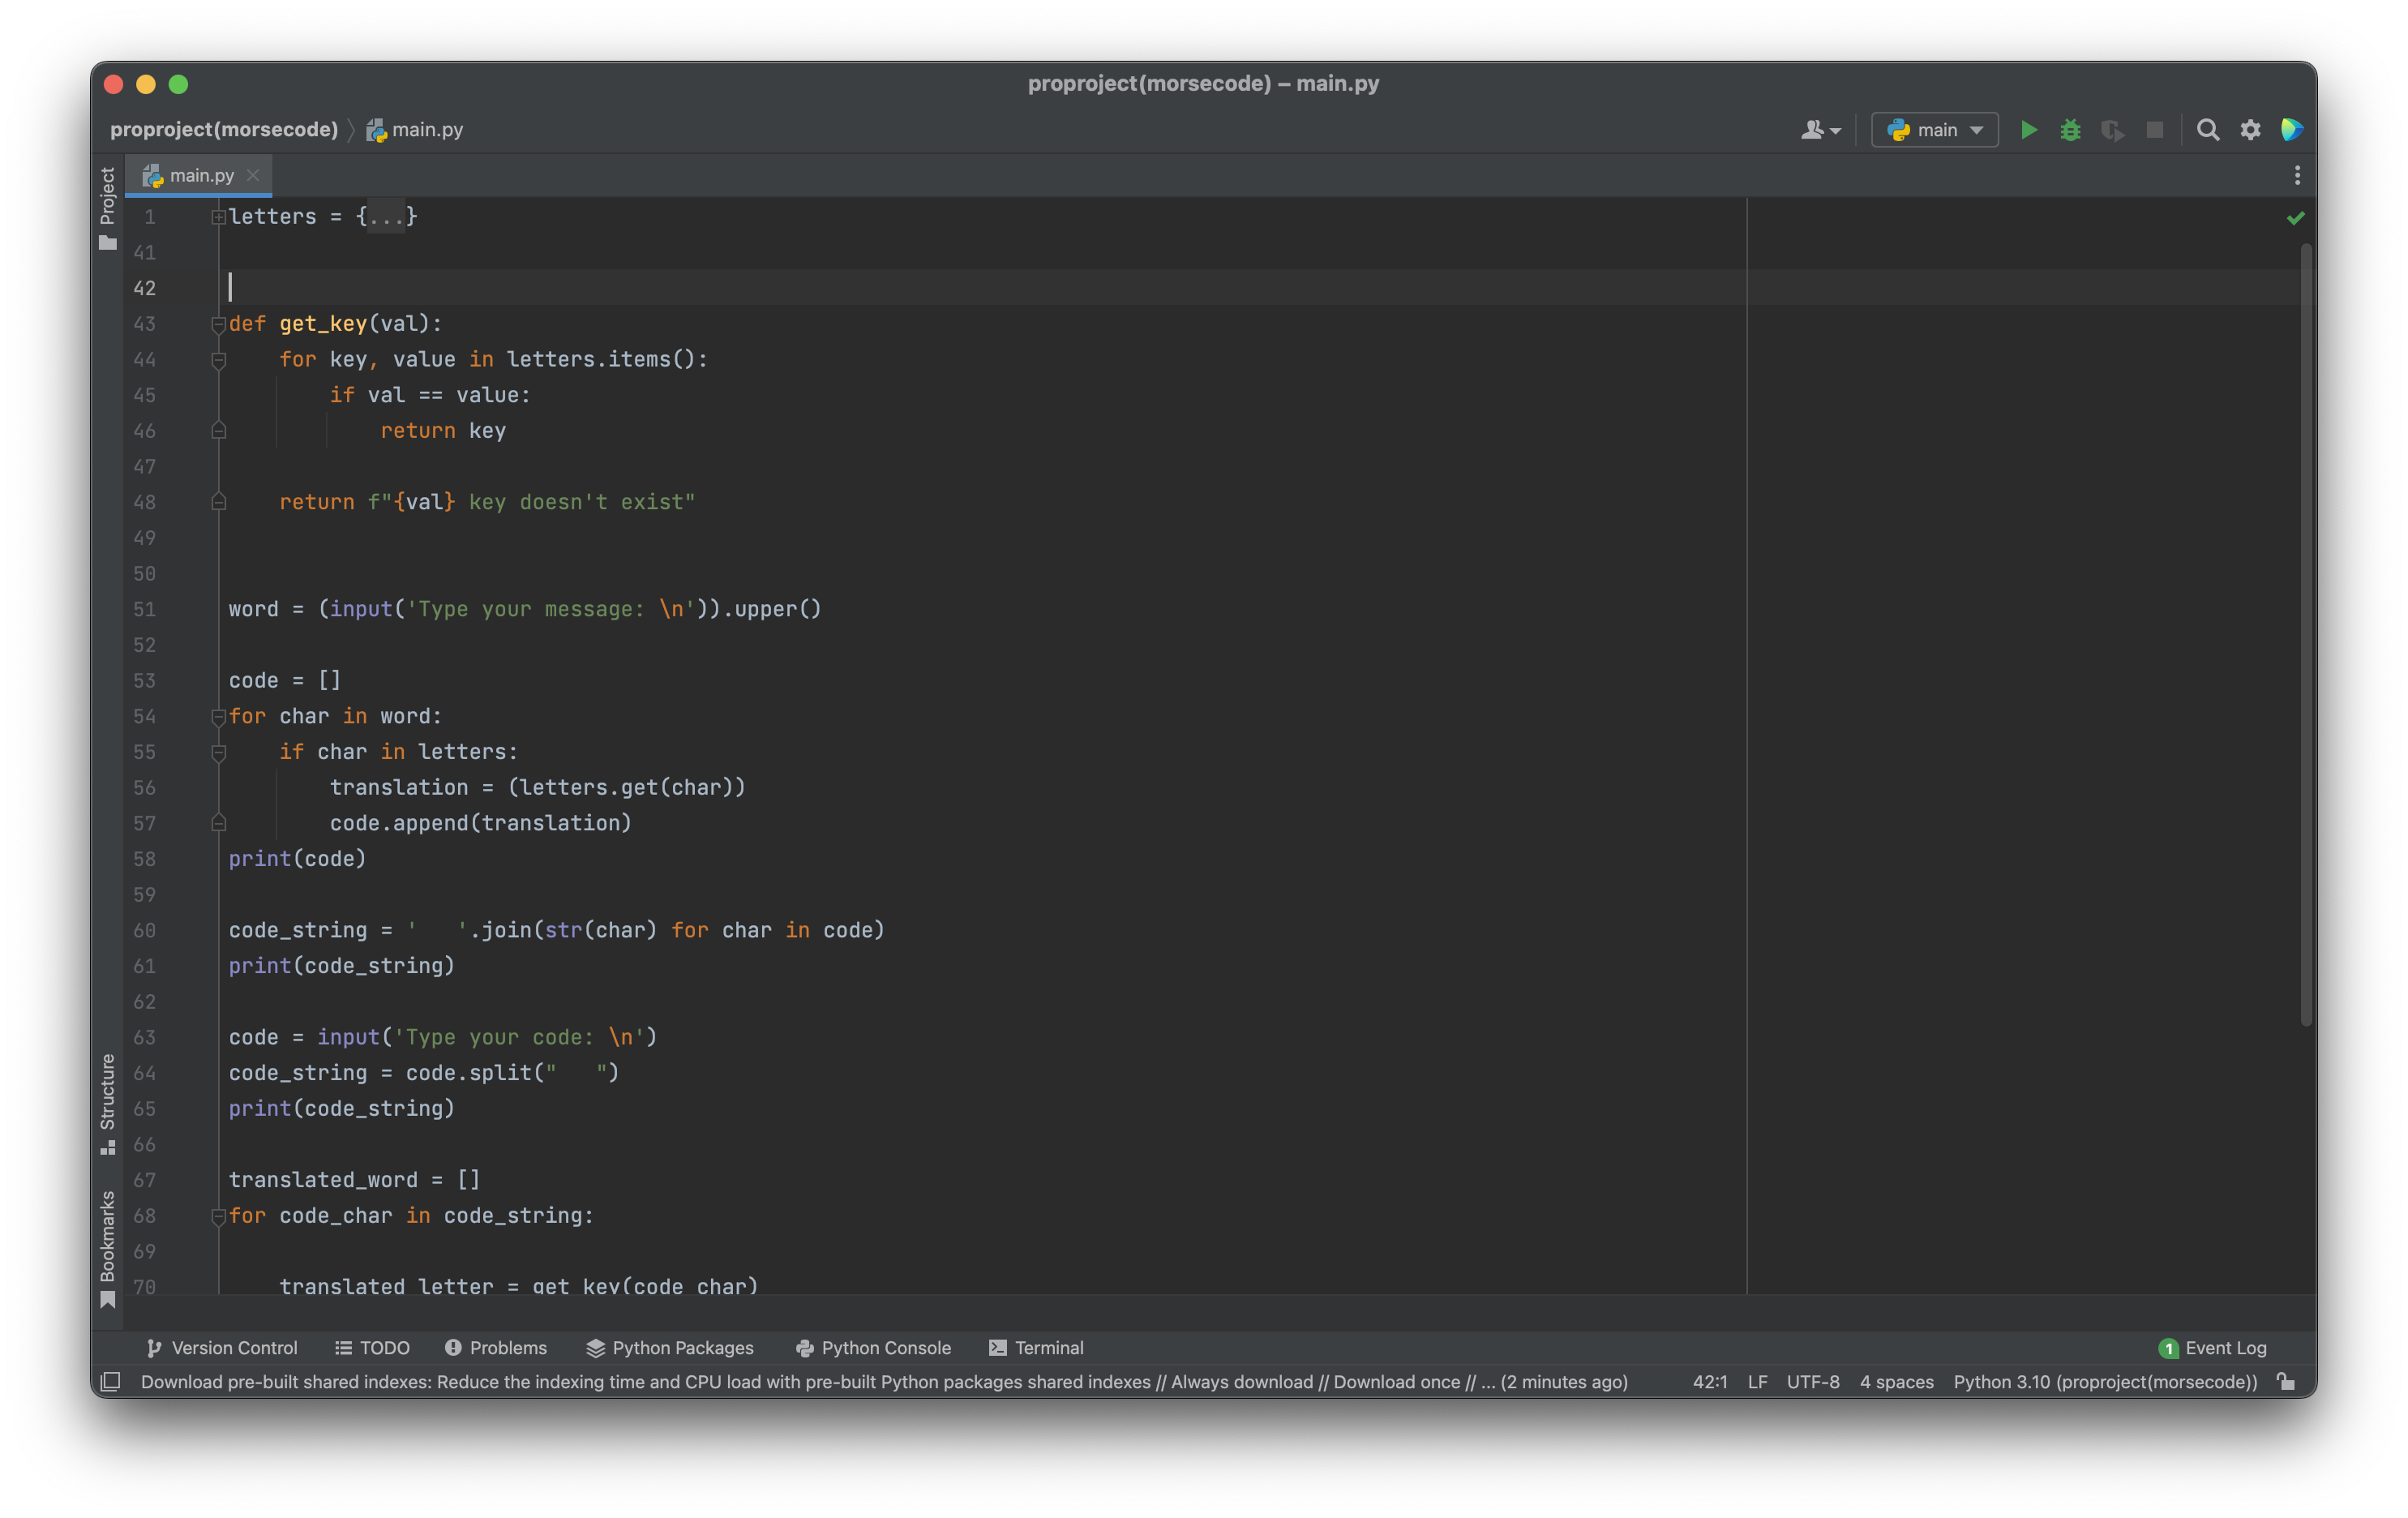 proproject(morsecode) – main.py
proproject(morsecode) main.py
main
Project
main.py
1 letters = {...}
41
42
43 def get_key(val):
44     for key, value in letters.items():
45         if val == value:
46             return key
47
48     return f"{val} key doesn't exist"
49
50
51 word = (input('Type your message: \n')).upper()
52
53 code = []
54 for char in word:
55     if char in letters:
56         translation = (letters.get(char))
57         code.append(translation)
58 print(code)
59
60 code_string = '   '.join(str(char) for char in code)
61 print(code_string)
62
63 code = input('Type your code: \n')
64 code_string = code.split("   ")
65 print(code_string)
66
67 translated_word = []
68 for code_char in code_string:
69
70     translated_letter = get_key(code_char)
Structure
Bookmarks
Version Control TODO Problems Python Packages Python Console Terminal 1 Event Log
Download pre-built shared indexes: Reduce the indexing time and CPU load with pre-built Python packages shared indexes // Always download // Download once // ... (2 minutes ago) 42:1 LF UTF-8 4 spaces Python 3.10 (proproject(morsecode))